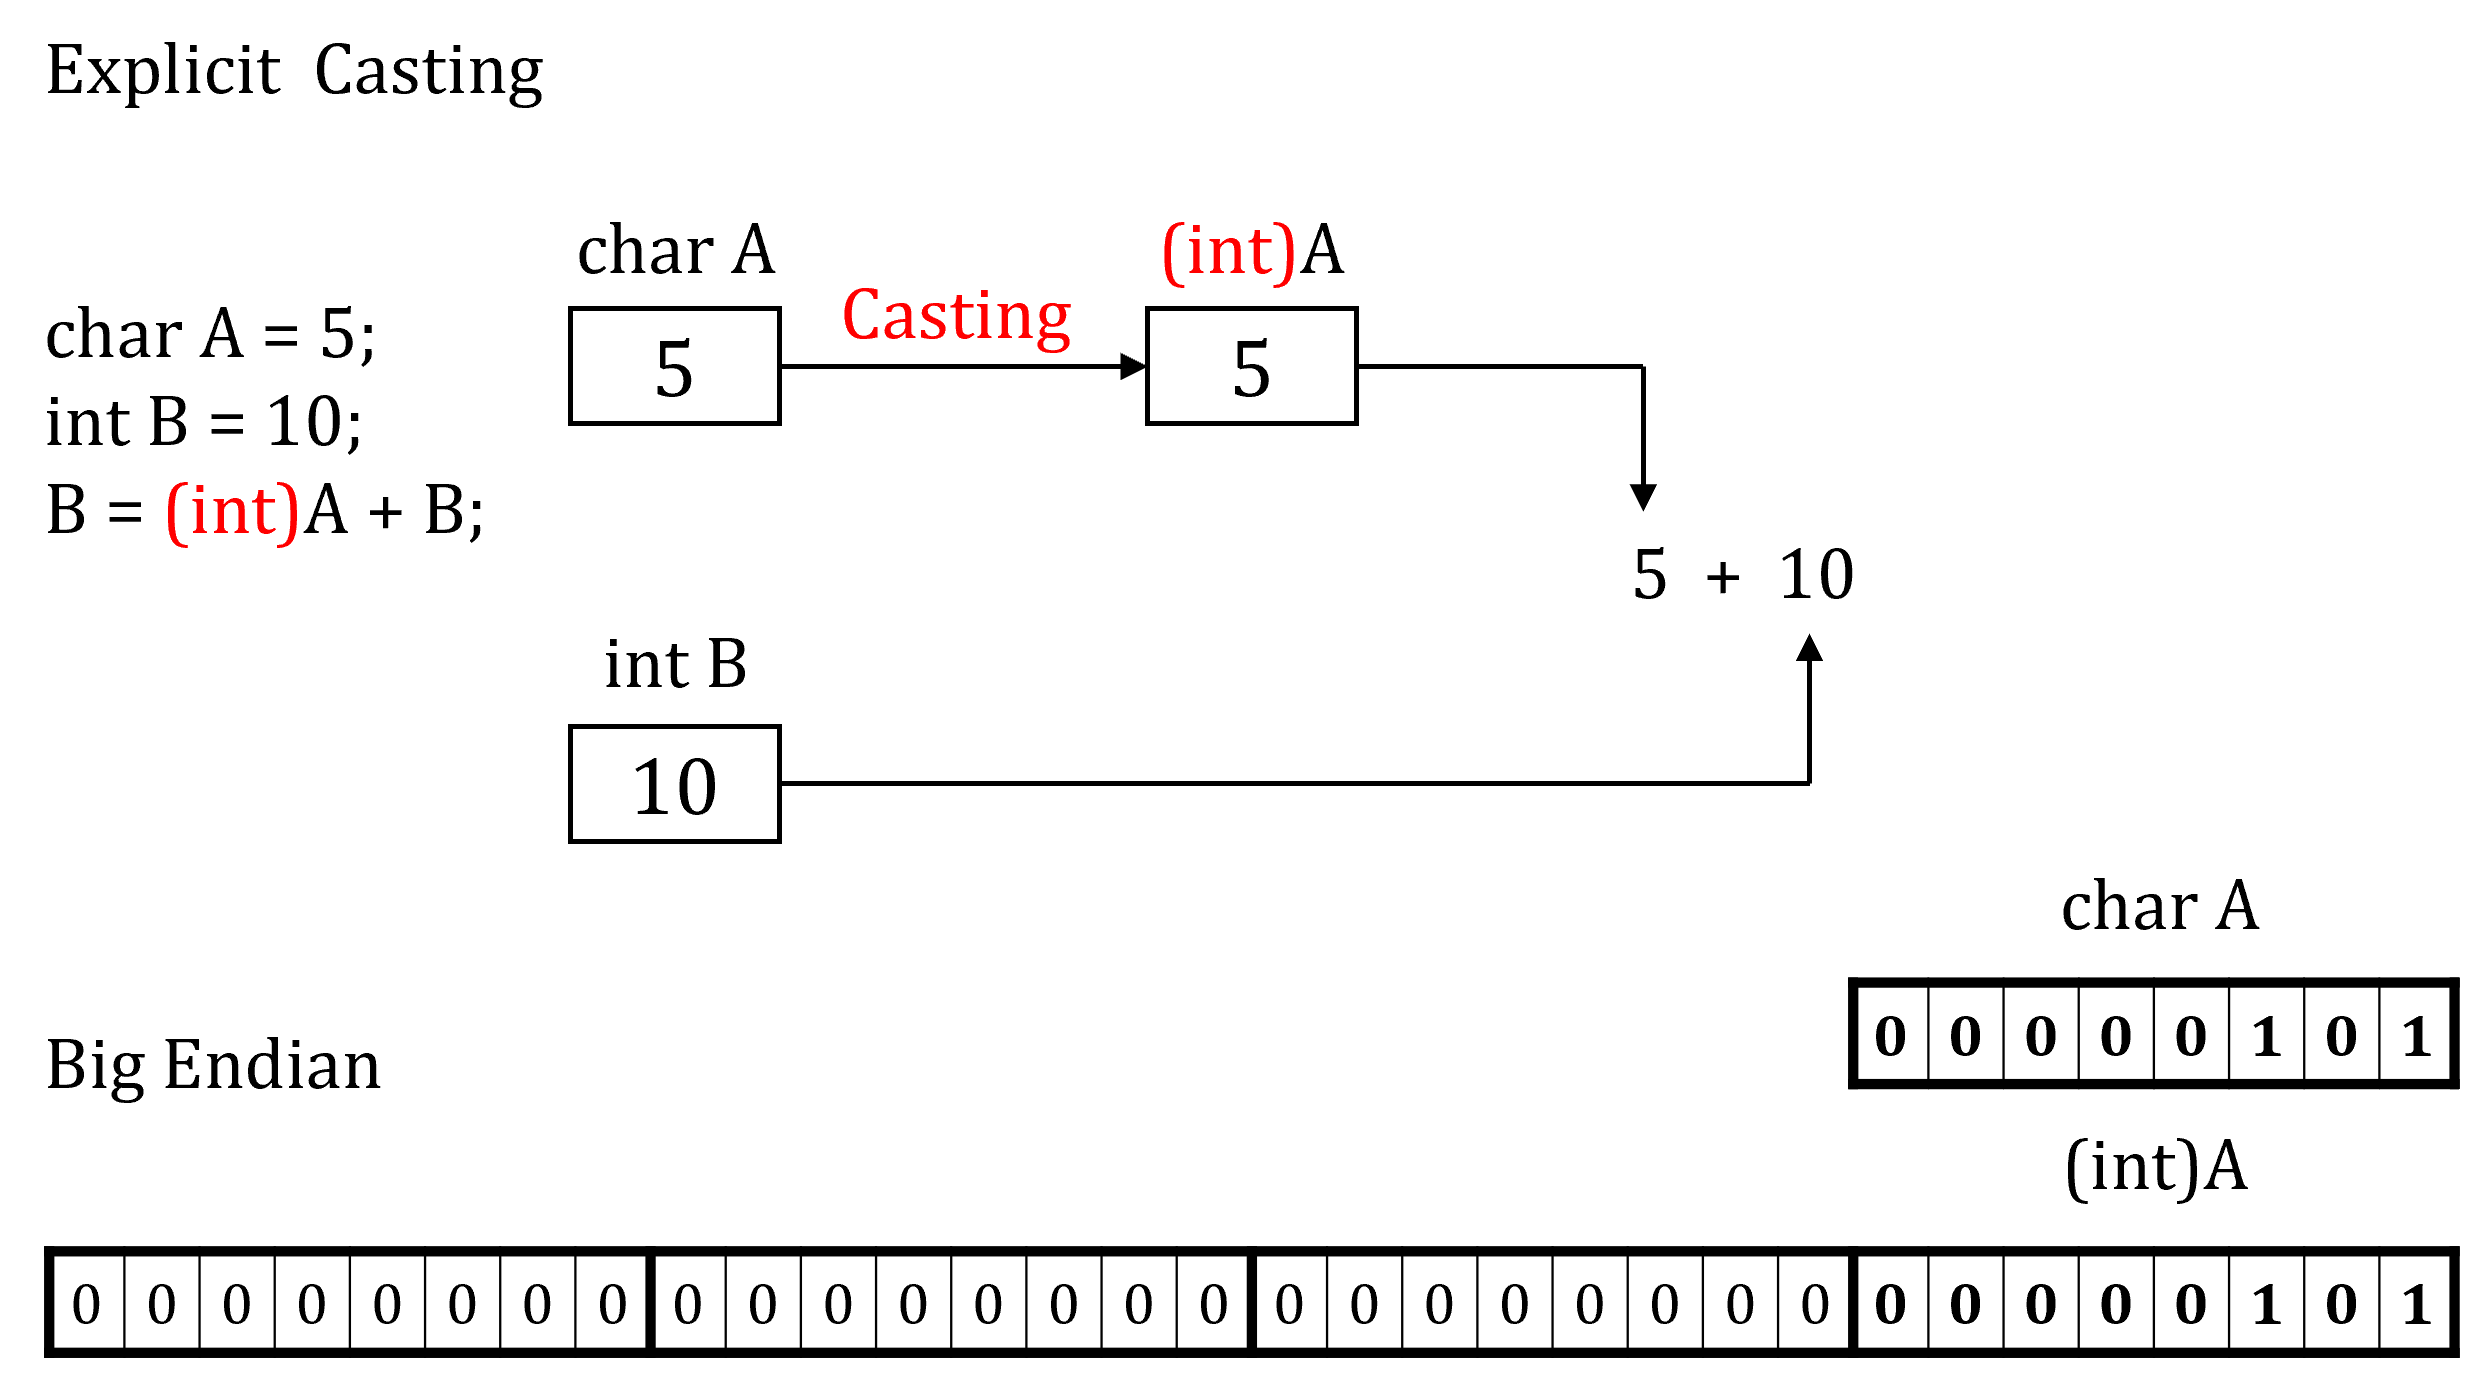 Explicit Casting
char A = 5;
int B = 10;
B = (int)A + B;
char A
5
Casting
(int)A
5
5 + 10
int B
10
Big Endian
char A
0 0 0 0 0 1 0 1
(int)A
0 0 0 0 0 0 0 0 0 0 0 0 0 0 0 0 0 0 0 0 0 0 0 0 0 0 0 0 0 1 0 1